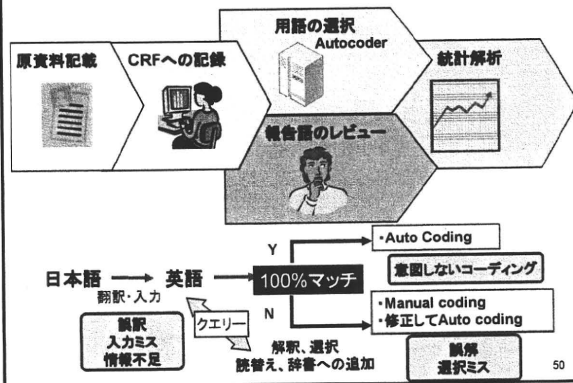 原資料記載
CRFへの記録
用語の選択
Autocoder
統計解析
報告語のレビュー
日本語
英語
翻訳・入力
誤訳
入力ミス
情報不足
クエリー
100%マッチ
Y
N
・Auto Coding
意図しないコーディング
・Manual coding
・修正してAuto coding
解釈、選択
読替え、辞書への追加
誤解
選択ミス
50